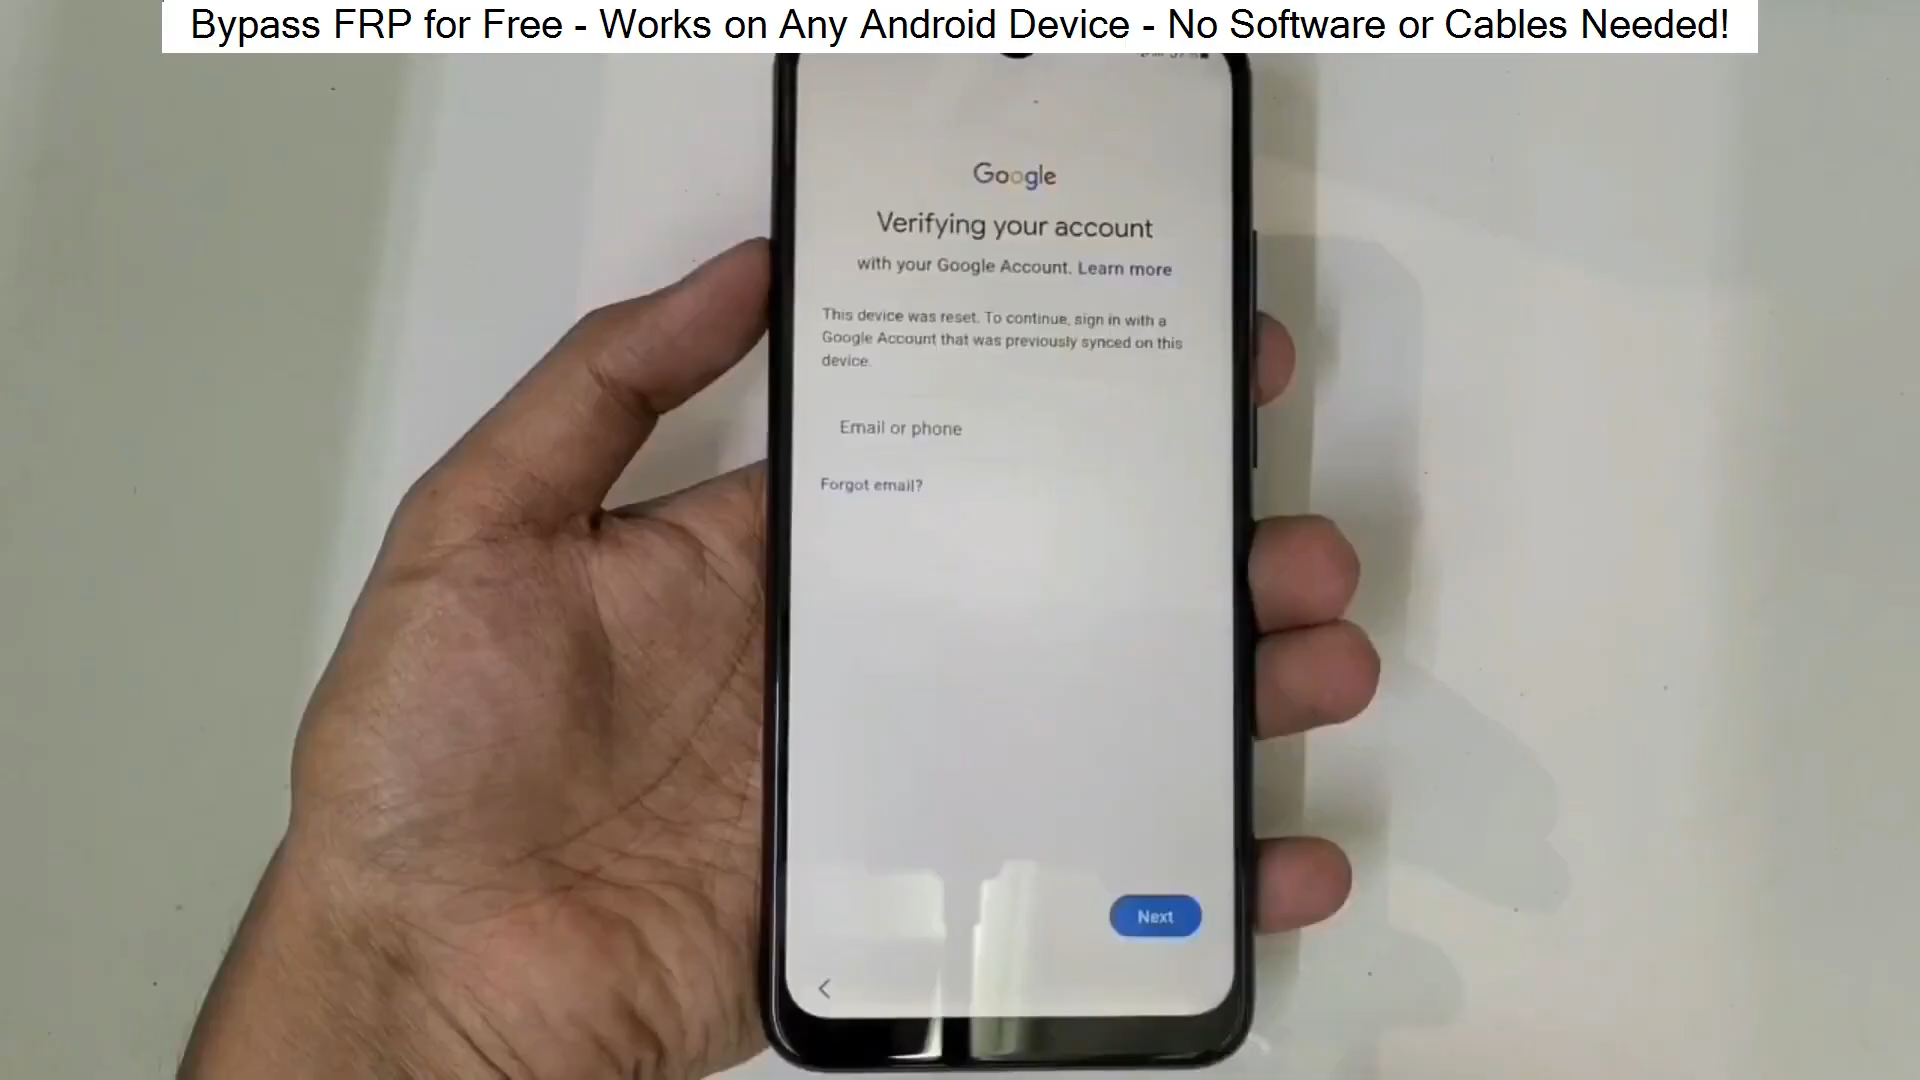 Bypass FRP for Free - Works on Any Android Device - No Software or Cables Needed!
Google
Verifying your account
with your Google Account. Learn more
This device was reset. To continue, sign in with a
Google Account that was previously synced on this
device.
Email or phone
Forgot email?
Next